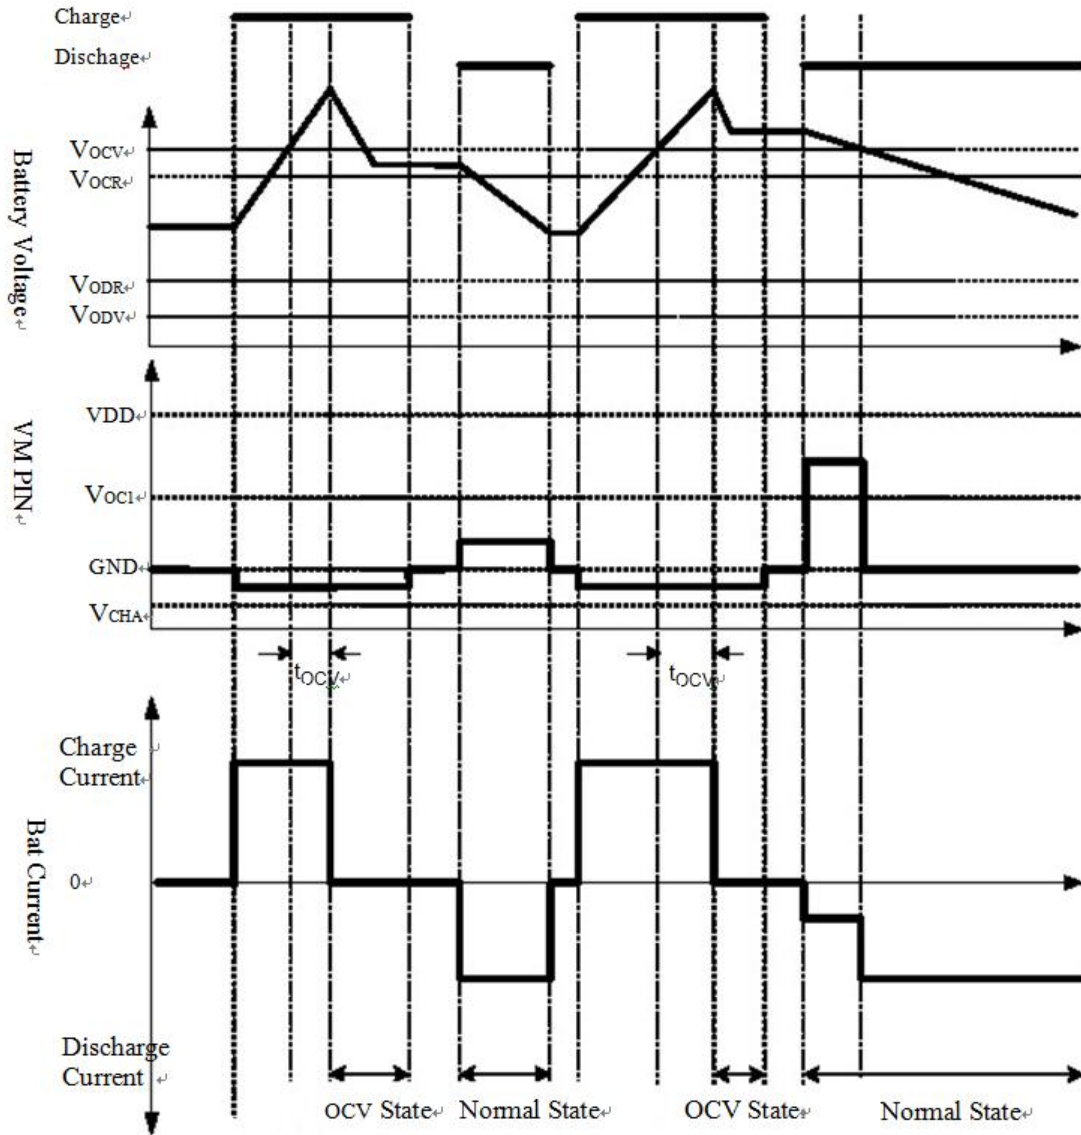 Charge↵
Dischage↵
Battery Voltage↵
VOCV↵
VOCR↵
VODR↵
VODV↵
VM PIN↵
VDD↵
VOC1↵
GND↵
VCHA↵
tOCV↵ tOCV↵
Bat Current↵
Charge ↵
Current↵
0↵
Discharge
Current ↵
OCV State↵ Normal State↵ OCV State↵ Normal State↵